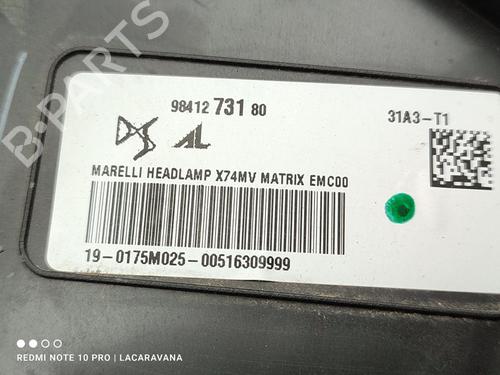 98412 731 80
31A3-T1
DS AL
MARELLI HEADLAMP X74MV MATRIX EMC00
19-0175M025-00516309999
B-PARTS
REDMI NOTE 10 PRO | LACARAVANA